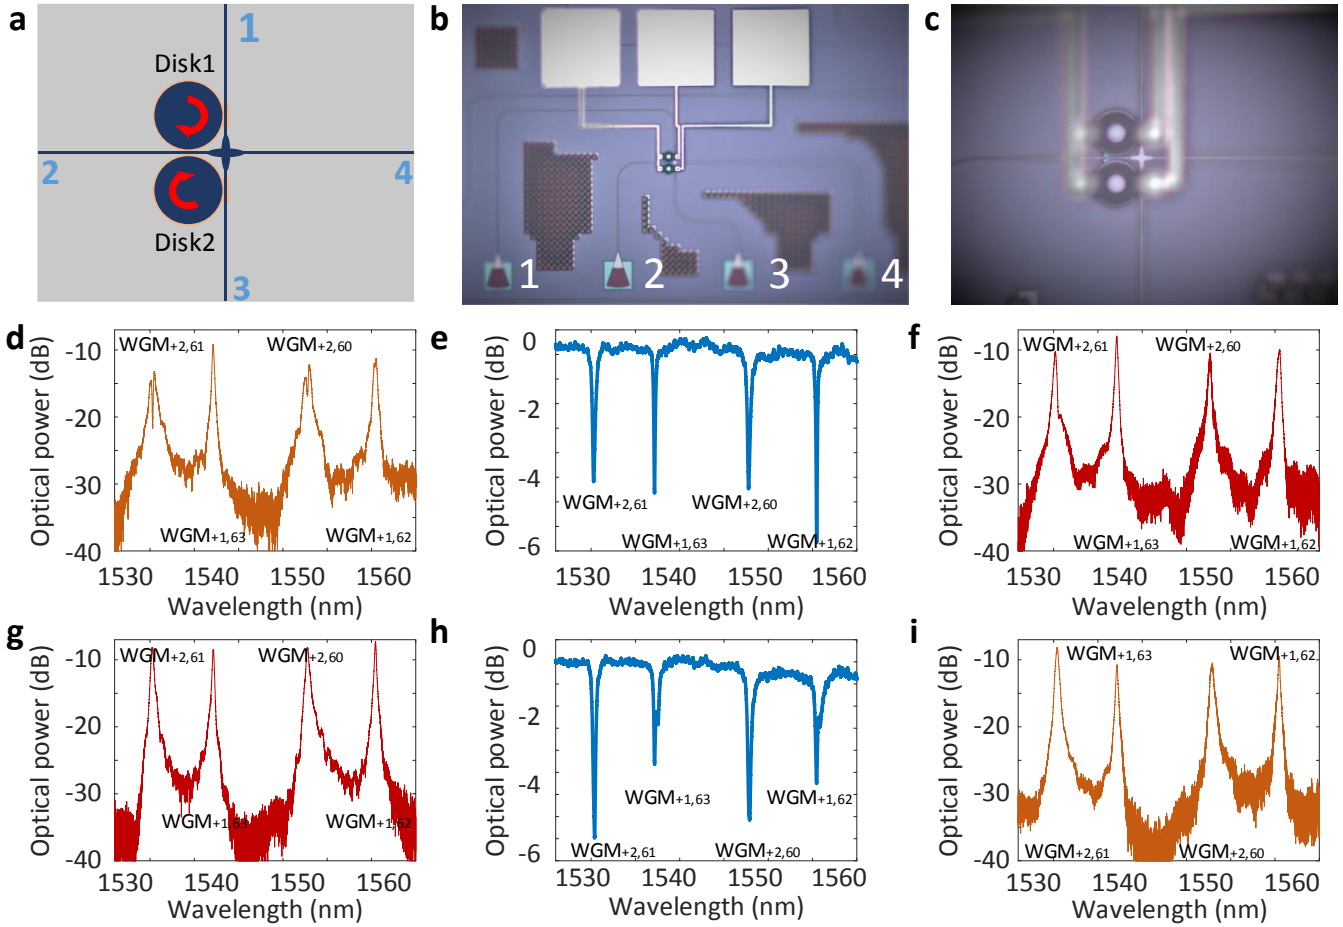 a
1
Disk1
2
4
Disk2
3
b
1 2 3 4
c
d
WGM+2,61 WGM+2,60
-10
-20
-30
-40
Optical power (dB)
WGM+1,63 WGM+1,62
1530 1540 1550 1560
Wavelength (nm)
e
0
-2
-4
-6
Optical power (dB)
WGM+2,61 WGM+2,60
WGM+1,63 WGM+1,62
1530 1540 1550 1560
Wavelength (nm)
f
WGM+2,61 WGM+2,60
-10
-20
-30
-40
Optical power (dB)
WGM+1,63 WGM+1,62
1530 1540 1550 1560
Wavelength (nm)
g
WGM+2,61 WGM+2,60
-10
-20
-30
-40
Optical power (dB)
WGM+1,63 WGM+1,62
1530 1540 1550 1560
Wavelength (nm)
h
0
-2
-4
-6
Optical power (dB)
WGM+1,63 WGM+1,62
WGM+2,61 WGM+2,60
1530 1540 1550 1560
Wavelength (nm)
i
WGM+1,63 WGM+1,62
-10
-20
-30
-40
Optical power (dB)
WGM+2,61 WGM+2,60
1530 1540 1550 1560
Wavelength (nm)